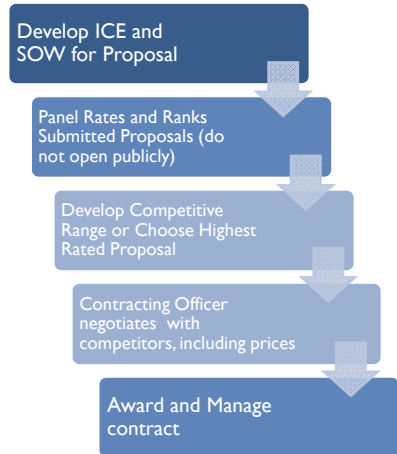 Develop ICE and
SOW for Proposal
Panel Rates and Ranks
Submitted Proposals (do
not open publicly)
Develop Competitive
Range or Choose Highest
Rated Proposal
Contracting Officer
negotiates with
competitors, including prices
Award and Manage
contract